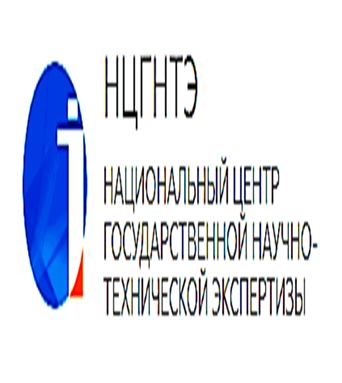 НЦГНТЭ
НАЦИОНАЛЬНЫЙ ЦЕНТР
ГОСУДАРСТВЕННОЙ НАУЧНО-
ТЕХНИЧЕСКОЙ ЭКСПЕРТИЗЫ